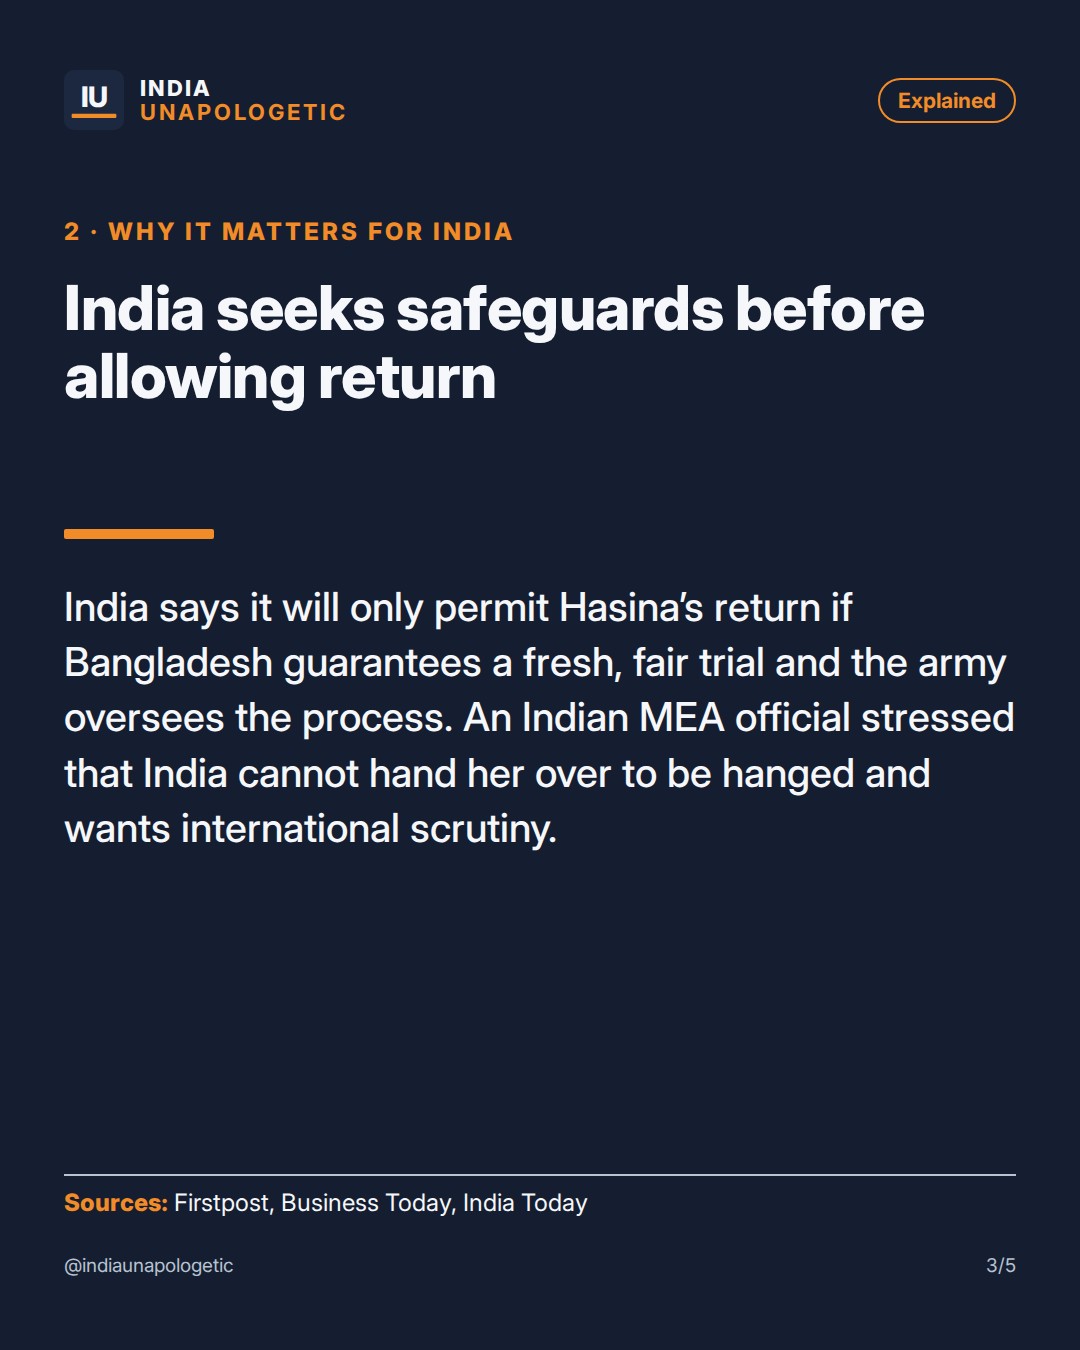 IU
INDIA
UNAPOLOGETIC
Explained
2 · WHY IT MATTERS FOR INDIA
India seeks safeguards before
allowing return
India says it will only permit Hasina’s return if
Bangladesh guarantees a fresh, fair trial and the army
oversees the process. An Indian MEA official stressed
that India cannot hand her over to be hanged and
wants international scrutiny.
Sources: Firstpost, Business Today, India Today
@indiaunapologetic
3/5